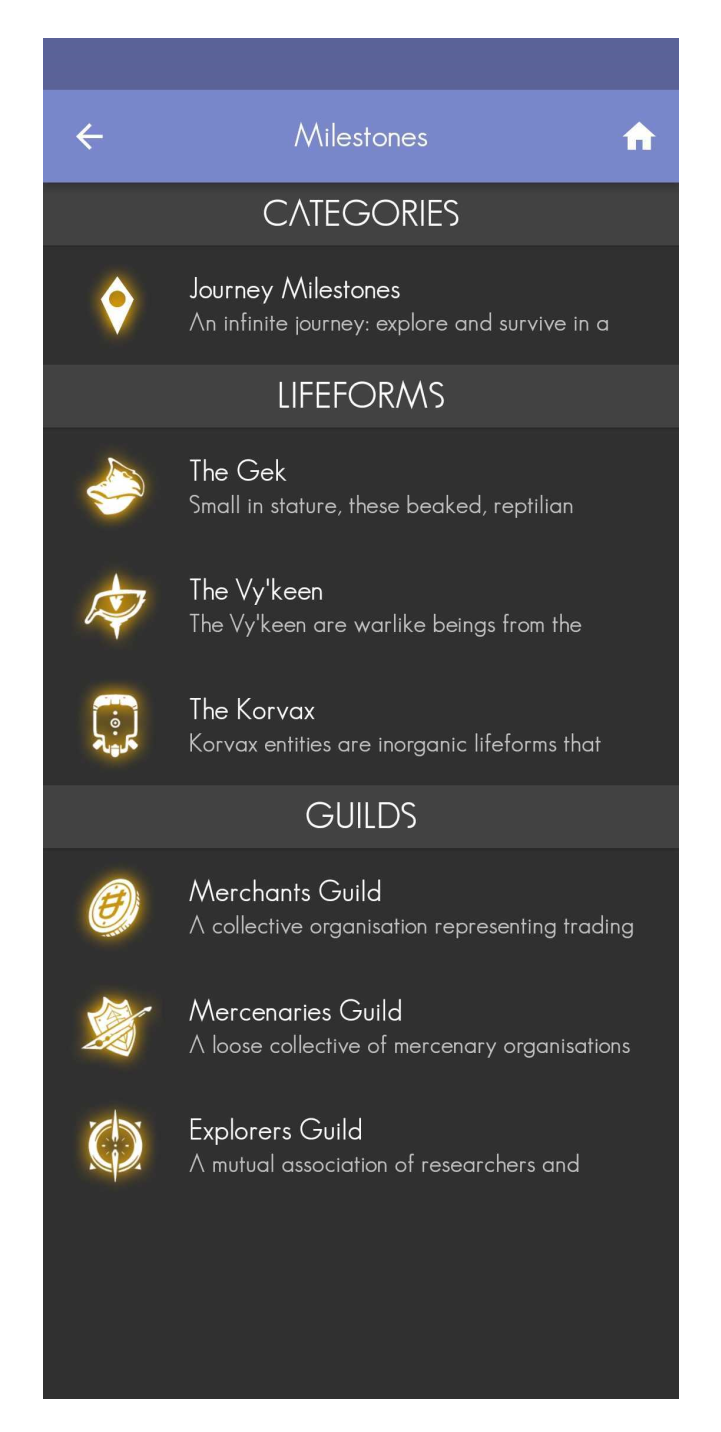 Milestones
CATEGORIES
Journey Milestones
An infinite journey: explore and survive in a
LIFEFORMS
The Gek
Small in stature, these beaked, reptilian
The Vy'keen
The Vy'keen are warlike beings from the
The Korvax
Korvax entities are inorganic lifeforms that
GUILDS
Merchants Guild
A collective organisation representing trading
Mercenaries Guild
A loose collective of mercenary organisations
Explorers Guild
A mutual association of researchers and